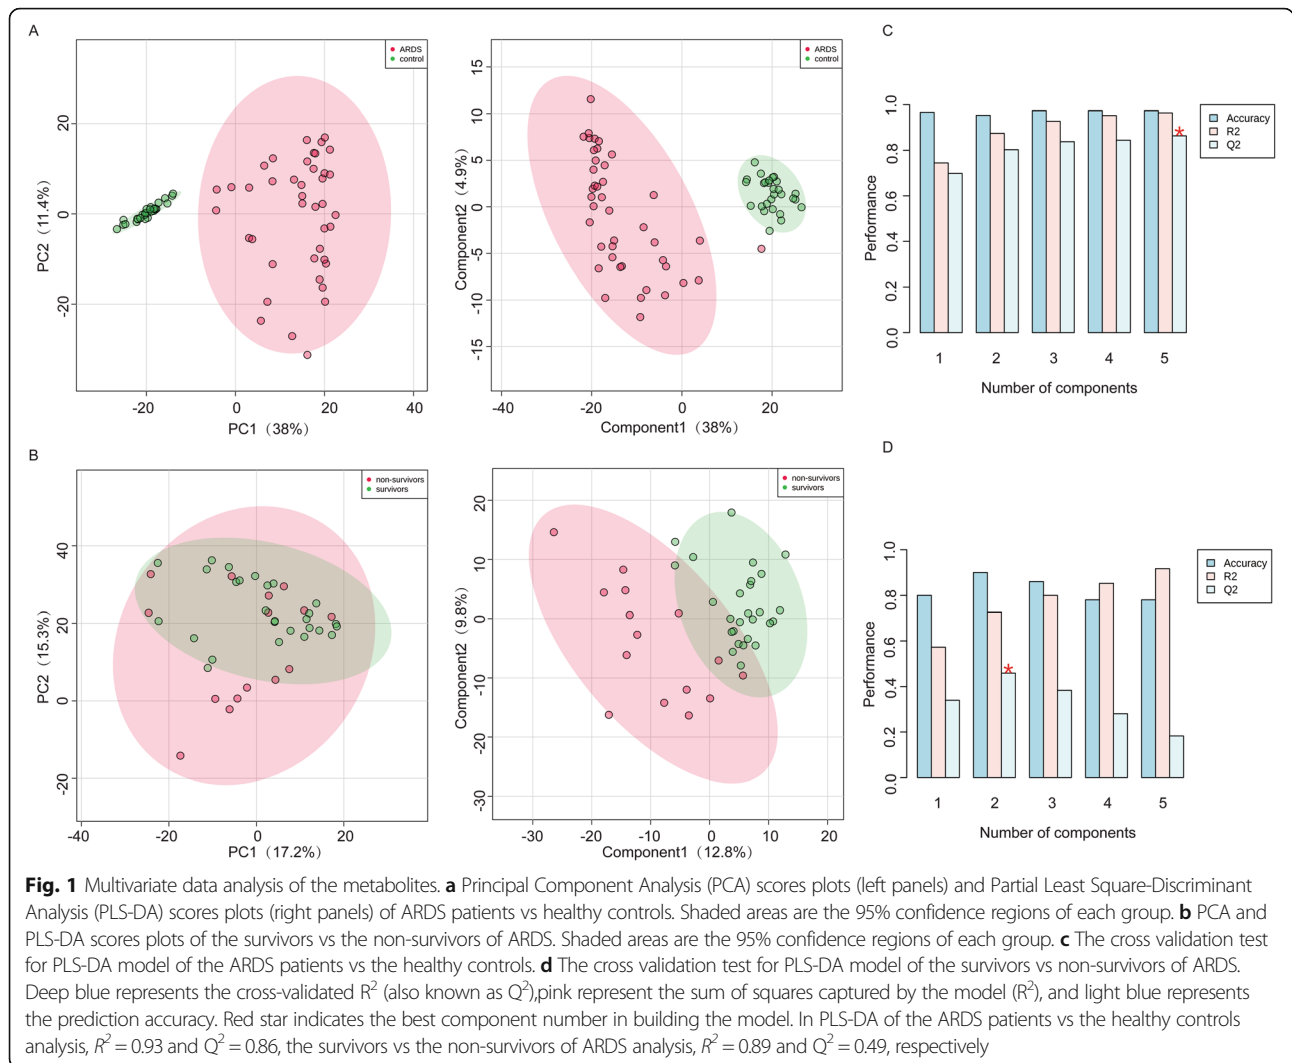 A
ARDS
control
20
0
-20
PC2（11.4%）
-20
0
20
40
PC1（38%）
ARDS
control
15
10
5
0
-5
-10
-15
Component2（4.9%）
-40
-20
0
20
Component1（38%）
C
1.0
0.8
0.6
0.4
0.2
0.0
Performance
Accuracy
R2
Q2
*
1
2
3
4
5
Number of components
B
non-survivors
survivors
40
20
0
20
PC2（15.3%）
-40
-20
0
20
PC1（17.2%）
non-survivors
survivors
20
10
0
-10
-20
-30
Component2（9.8%）
-30
-20
-10
0
10
20
Component1（12.8%）
D
1.0
0.8
0.6
0.4
0.2
0.0
Performance
Accuracy
R2
Q2
*
1
2
3
4
5
Number of components
Fig. 1 Multivariate data analysis of the metabolites. a Principal Component Analysis (PCA) scores plots (left panels) and Partial Least Square-Discriminant
Analysis (PLS-DA) scores plots (right panels) of ARDS patients vs healthy controls. Shaded areas are the 95% confidence regions of each group. b PCA and
PLS-DA scores plots of the survivors vs the non-survivors of ARDS. Shaded areas are the 95% confidence regions of each group. c The cross validation test
for PLS-DA model of the ARDS patients vs the healthy controls. d The cross validation test for PLS-DA model of the survivors vs non-survivors of ARDS.
Deep blue represents the cross-validated R² (also known as Q²),pink represent the sum of squares captured by the model (R²), and light blue represents
the prediction accuracy. Red star indicates the best component number in building the model. In PLS-DA of the ARDS patients vs the healthy controls
analysis, R² = 0.93 and Q² = 0.86, the survivors vs the non-survivors of ARDS analysis, R² = 0.89 and Q² = 0.49, respectively